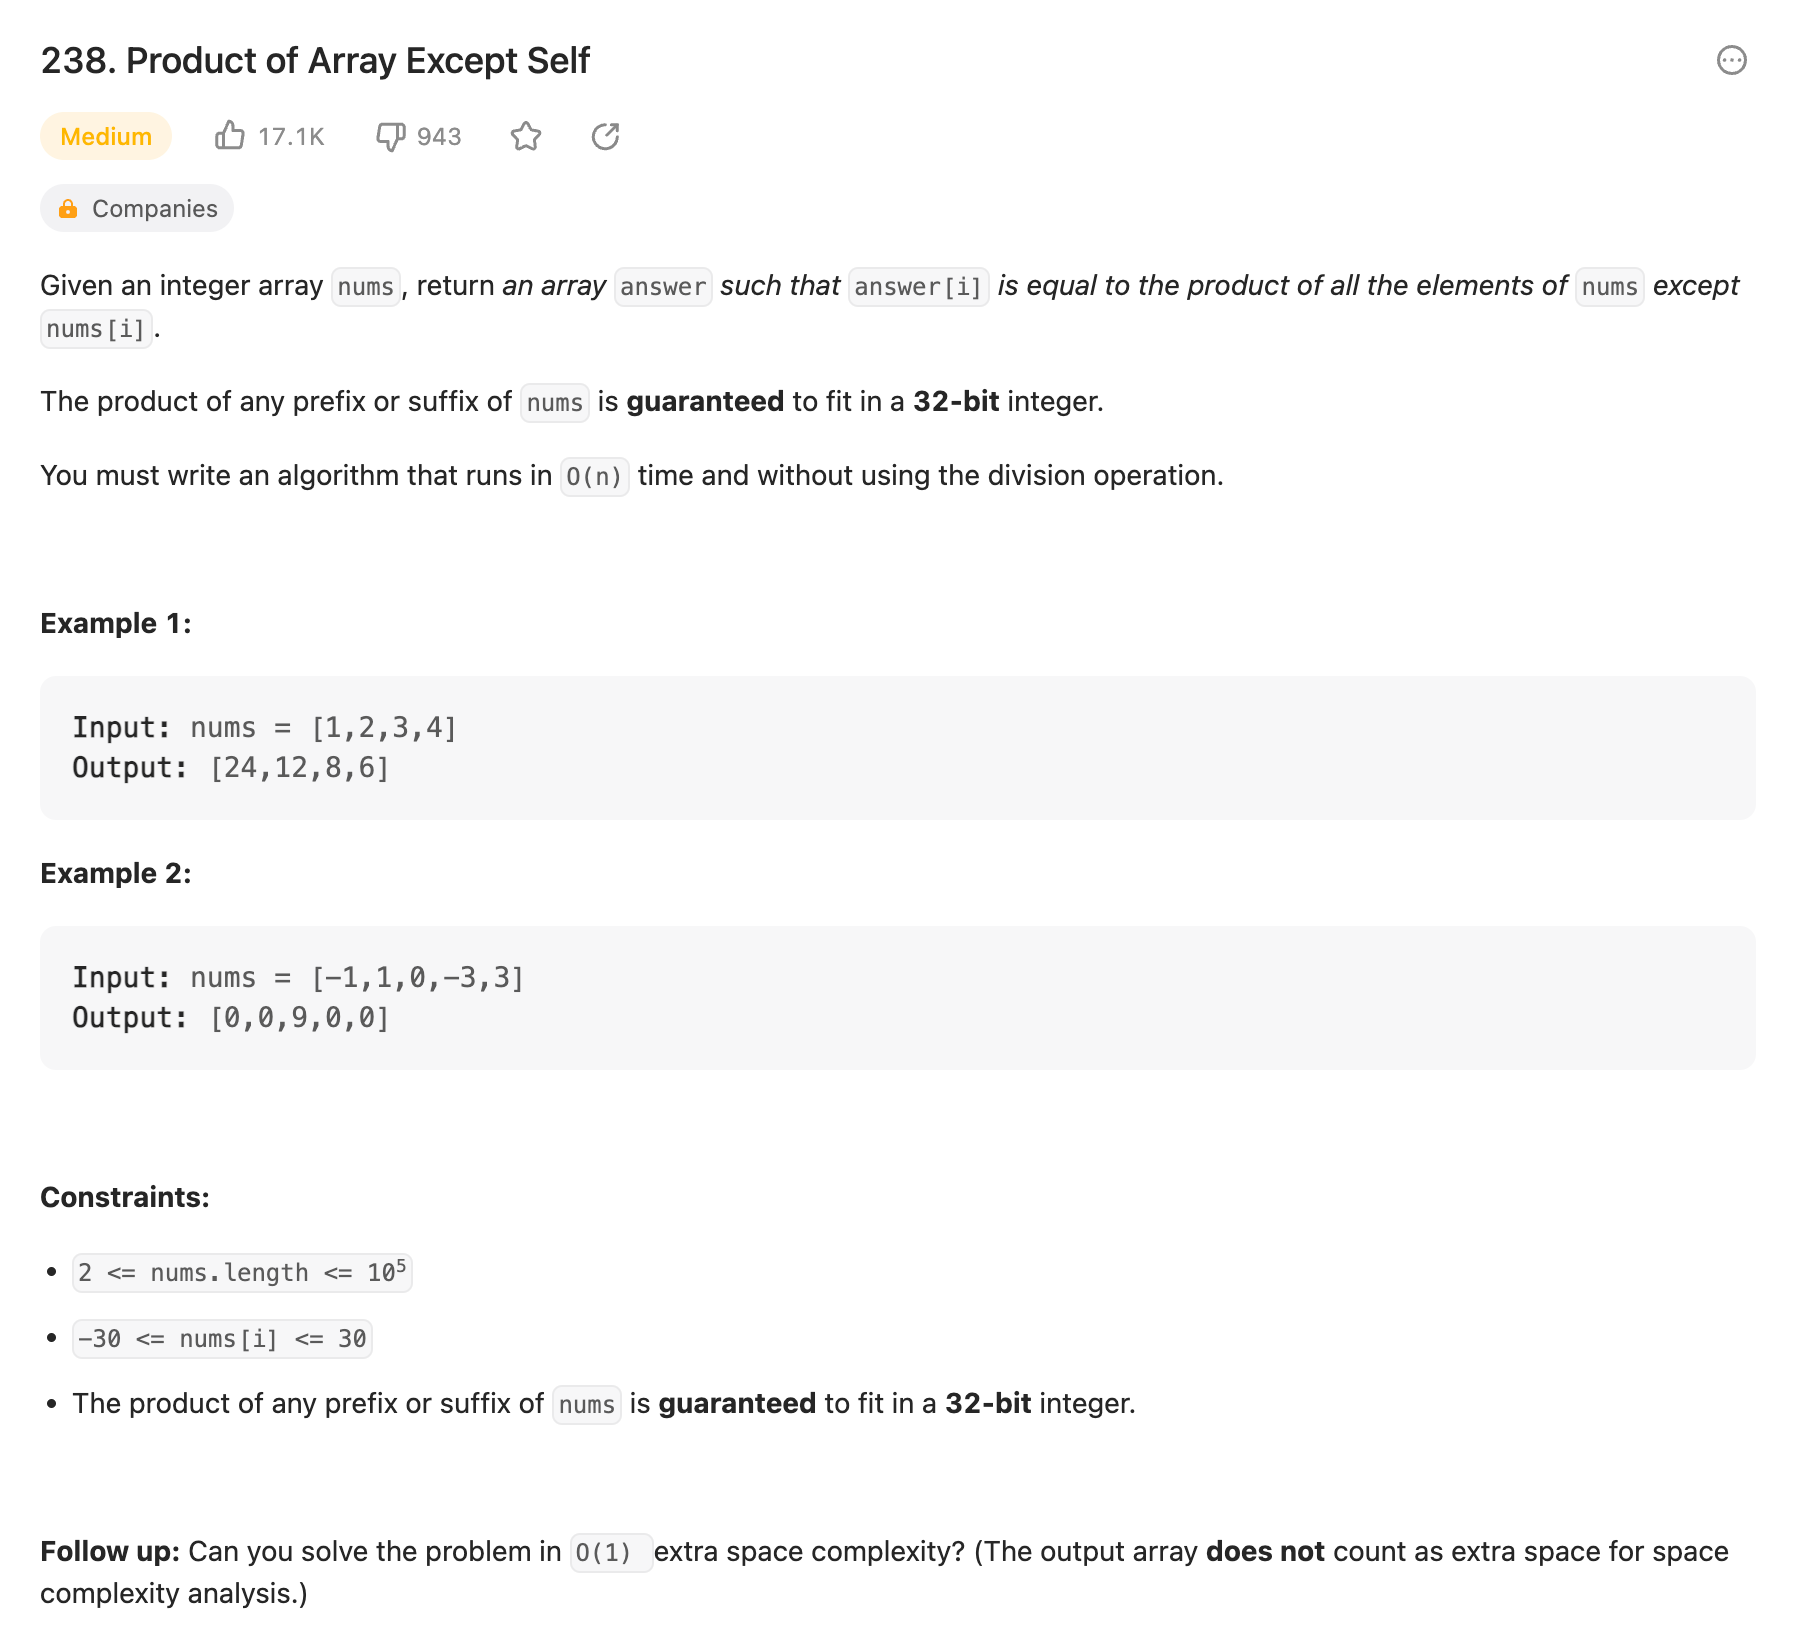 238. Product of Array Except Self
Medium 17.1K 943
Companies
Given an integer array nums, return an array answer such that answer[i] is equal to the product of all the elements of nums except
nums[i].
The product of any prefix or suffix of nums is guaranteed to fit in a 32-bit integer.
You must write an algorithm that runs in O(n) time and without using the division operation.
Example 1:
Input: nums = [1,2,3,4]
Output: [24,12,8,6]
Example 2:
Input: nums = [-1,1,0,-3,3]
Output: [0,0,9,0,0]
Constraints:
• 2 <= nums.length <= 10⁵
• -30 <= nums[i] <= 30
• The product of any prefix or suffix of nums is guaranteed to fit in a 32-bit integer.
Follow up: Can you solve the problem in O(1) extra space complexity? (The output array does not count as extra space for space
complexity analysis.)